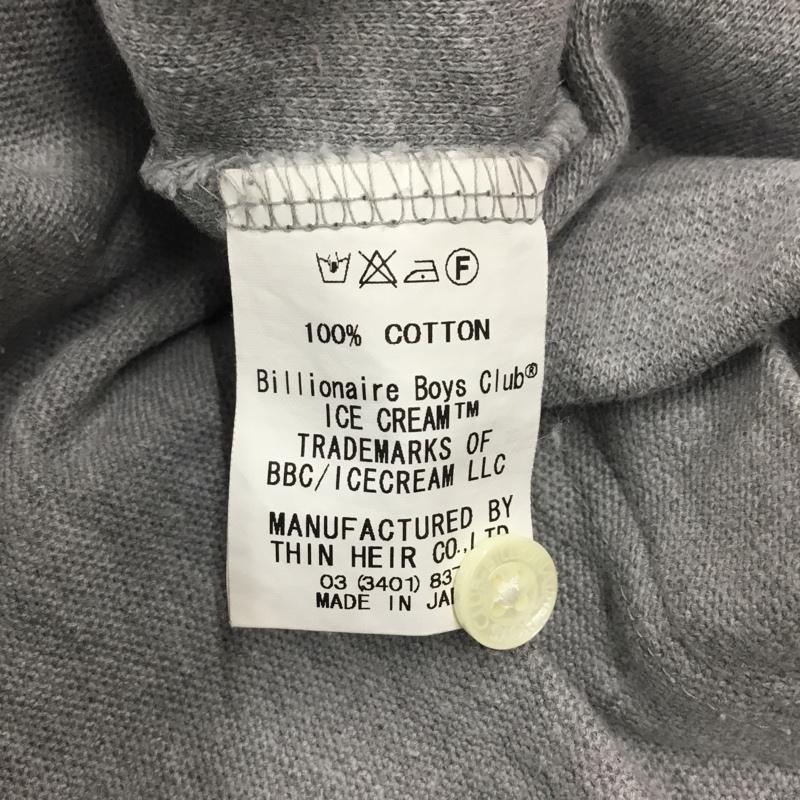 F
100% COTTON
Billionaire Boys Club®
ICE CREAM™
TRADEMARKS OF
BBC/ICECREAM LLC
MANUFACTURED BY
THIN HEIR CO.,LTD
03 (3401) 83
MADE IN JA